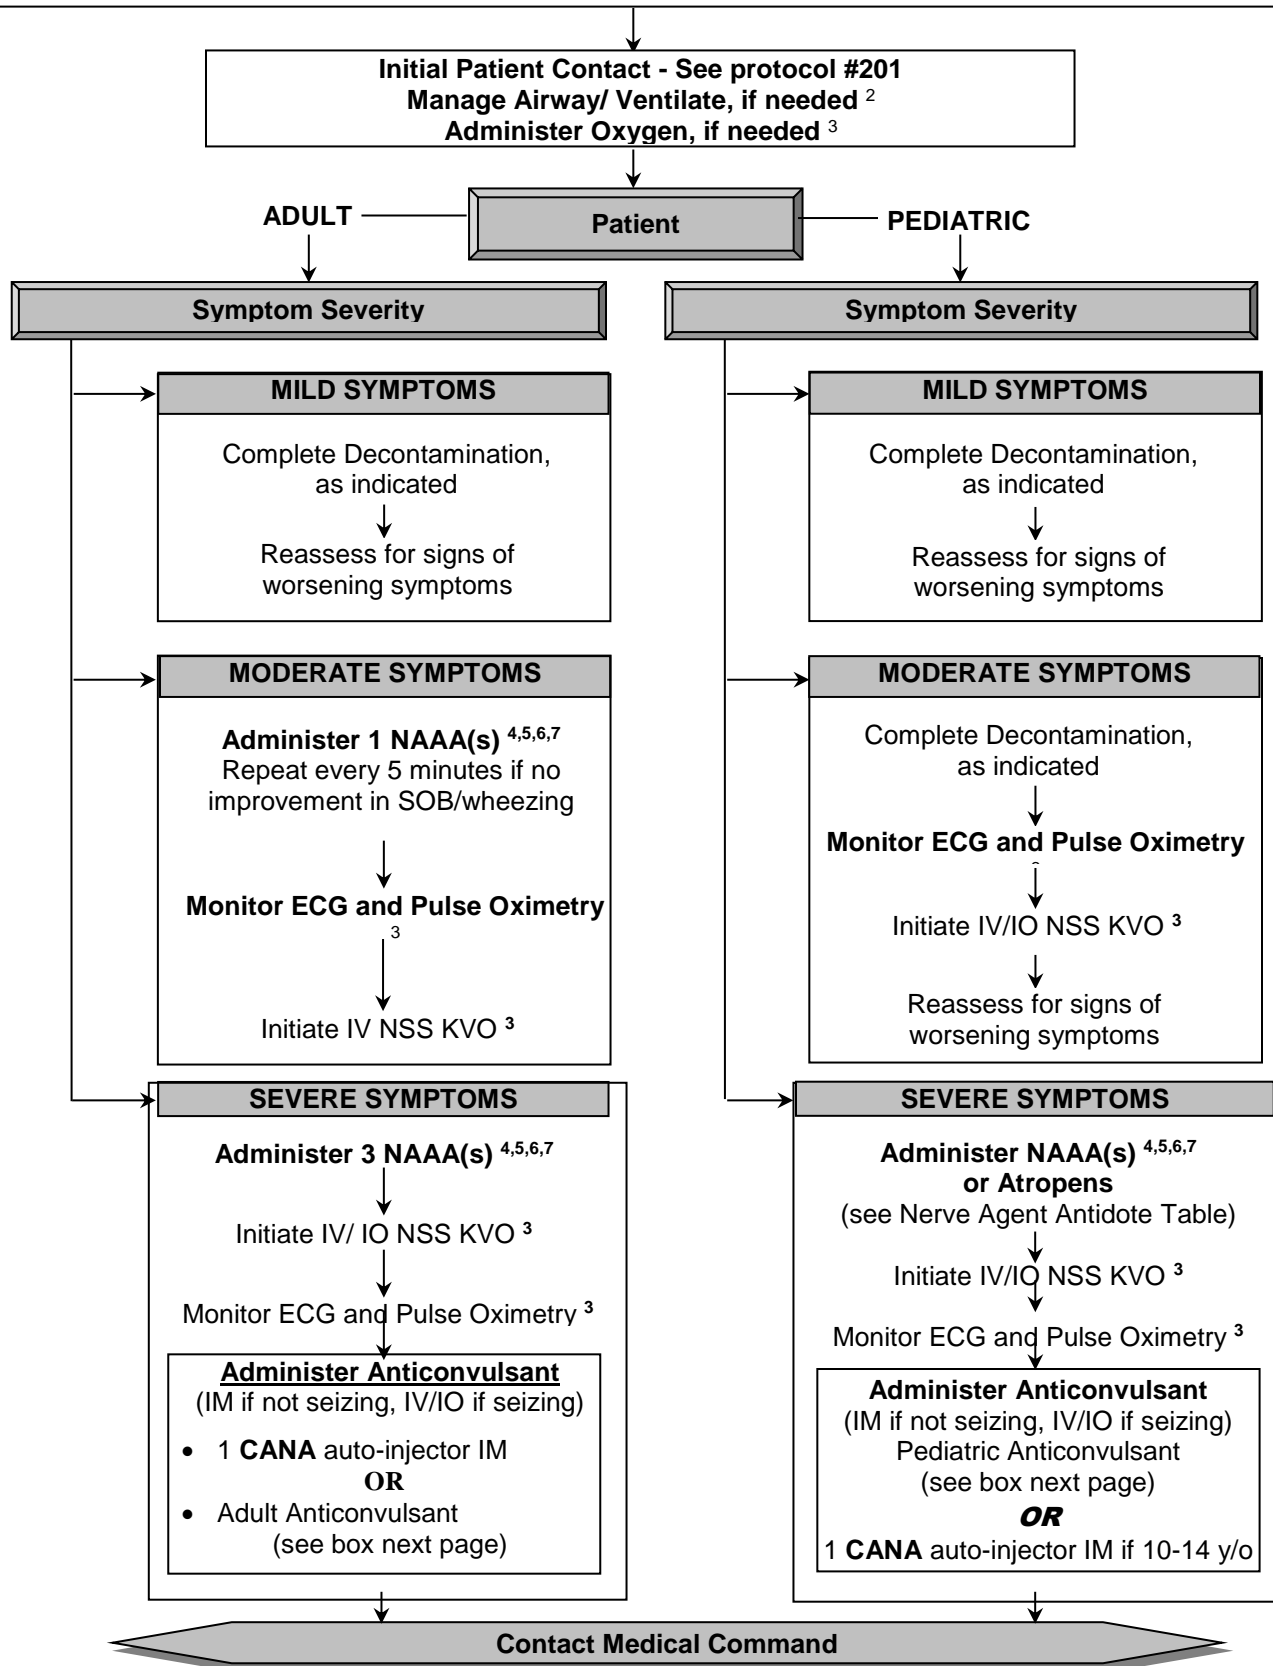 Initial Patient Contact - See protocol #201
Manage Airway/ Ventilate, if needed 2
Administer Oxygen, if needed 3
ADULT
Patient
PEDIATRIC
Symptom Severity
MILD SYMPTOMS
Complete Decontamination,
as indicated
Reassess for signs of
worsening symptoms
MODERATE SYMPTOMS
Administer 1 NAAA(s) 4,5,6,7
Repeat every 5 minutes if no
improvement in SOB/wheezing
Monitor ECG and Pulse Oximetry
3
Initiate IV NSS KVO 3
SEVERE SYMPTOMS
Administer 3 NAAA(s) 4,5,6,7
Initiate IV/ IO NSS KVO 3
Monitor ECG and Pulse Oximetry 3
Administer Anticonvulsant
(IM if not seizing, IV/IO if seizing)
• 1 CANA auto-injector IM
OR
• Adult Anticonvulsant
(see box next page)
Symptom Severity
MILD SYMPTOMS
Complete Decontamination,
as indicated
Reassess for signs of
worsening symptoms
MODERATE SYMPTOMS
Complete Decontamination,
as indicated
Monitor ECG and Pulse Oximetry
Initiate IV/IO NSS KVO 3
Reassess for signs of
worsening symptoms
SEVERE SYMPTOMS
Administer NAAA(s) 4,5,6,7
or Atropens
(see Nerve Agent Antidote Table)
Initiate IV/IO NSS KVO 3
Monitor ECG and Pulse Oximetry 3
Administer Anticonvulsant
(IM if not seizing, IV/IO if seizing)
Pediatric Anticonvulsant
(see box next page)
OR
1 CANA auto-injector IM if 10-14 y/o
Contact Medical Command